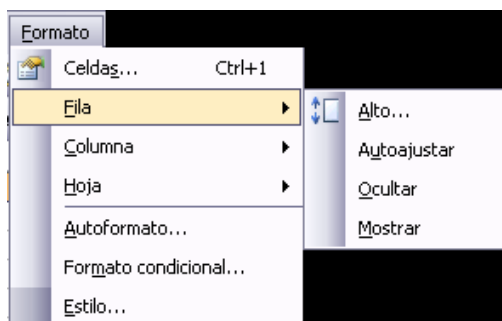 Formato
Celdas... Ctrl+1
Fila
Columna
Hoja
Autoformato...
Formato condicional...
Estilo...
Alto...
Autoajustar
Ocultar
Mostrar